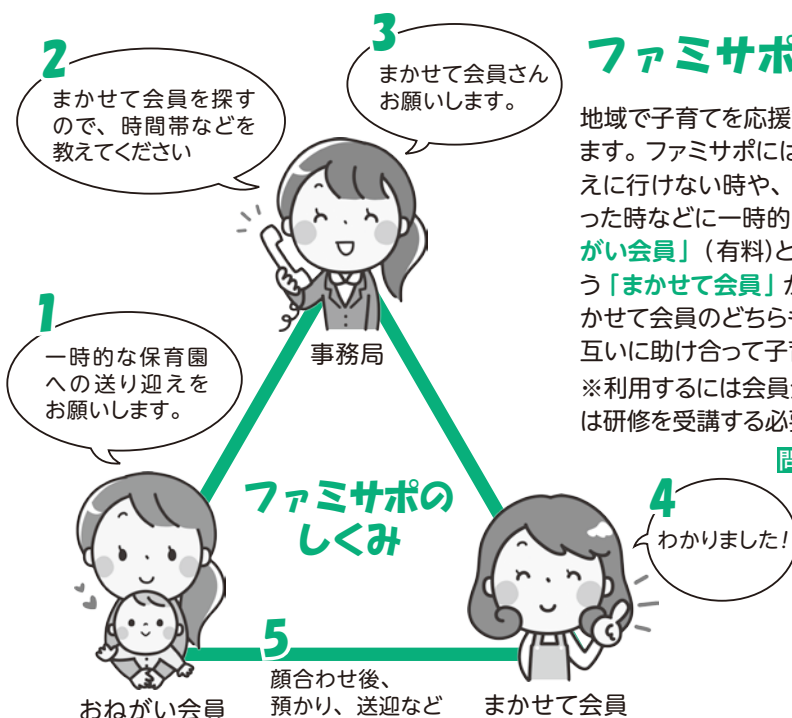 2
まかせて会員を探す
ので、時間帯などを
教えてください
3
まかせて会員さん
お願いします。
事務局
1
一時的な保育園
への送り迎えを
お願いします。
ファミサポの
しくみ
4
わかりました!
5
顔合わせ後、
預かり、送迎など
おねがい会員
まかせて会員
ファミサポ
地域で子育てを応援
ます。ファミサポには
えに行けない時や、
った時などに一時的
がい会員」(有料)と
う「まかせて会員」か
かせて会員のどちらも
互いに助け合って子育
※利用するには会員
は研修を受講する必要
問